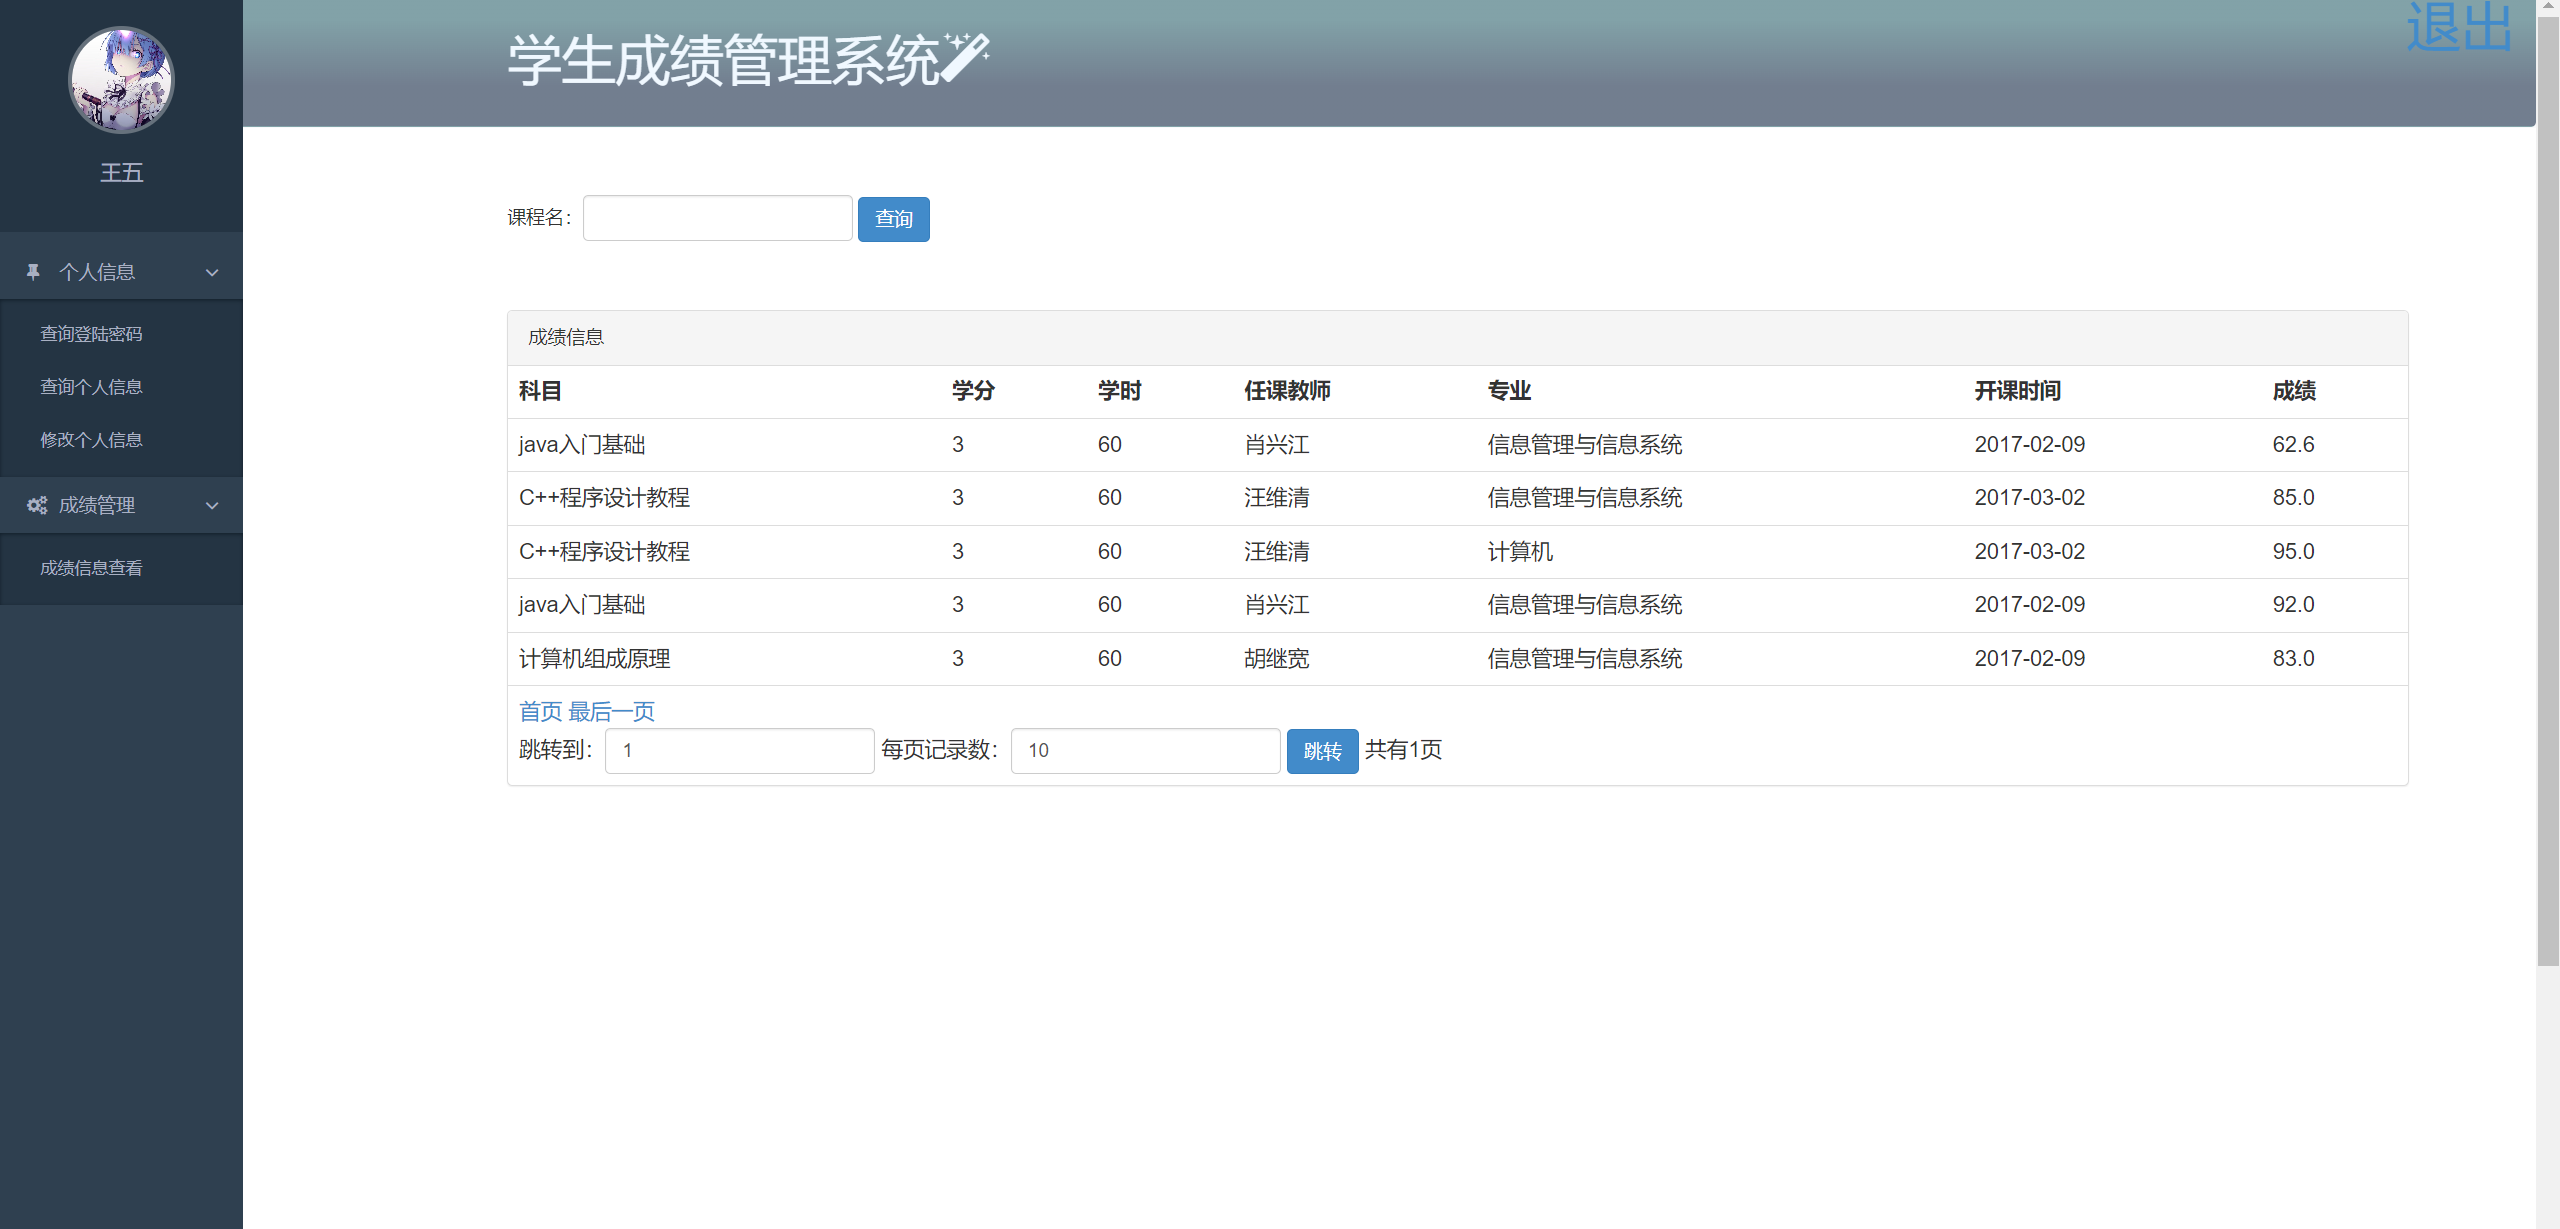 王五
个人信息
查询登陆密码
查询个人信息
修改个人信息
成绩管理
成绩信息查看
学生成绩管理系统
退出
课程名： 查询
成绩信息
科目 学分 学时 任课教师 专业 开课时间 成绩
java入门基础 3 60 肖兴江 信息管理与信息系统 2017-02-09 62.6
C++程序设计教程 3 60 汪维清 信息管理与信息系统 2017-03-02 85.0
C++程序设计教程 3 60 汪维清 计算机 2017-03-02 95.0
java入门基础 3 60 肖兴江 信息管理与信息系统 2017-02-09 92.0
计算机组成原理 3 60 胡继宽 信息管理与信息系统 2017-02-09 83.0
首页 最后一页
跳转到： 1 每页记录数： 10 跳转 共有1页